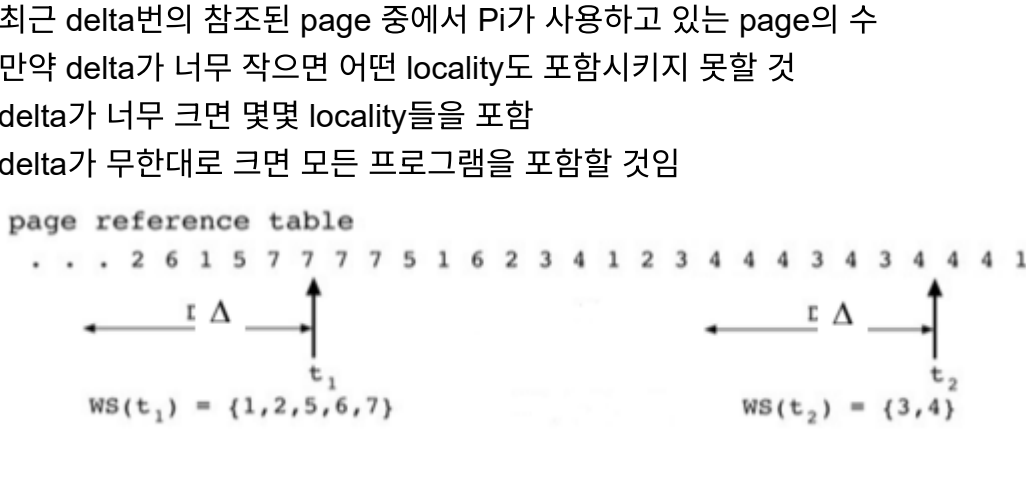 최근 delta번의 참조된 page 중에서 Pi가 사용하고 있는 page의 수
만약 delta가 너무 작으면 어떤 locality도 포함시키지 못할 것
delta가 너무 크면 몇몇 locality들을 포함
delta가 무한대로 크면 모든 프로그램을 포함할 것임
page reference table
. . . 2 6 1 5 7 7 7 7 5 1 6 2 3 4 1 2 3 4 4 4 3 4 3 4 4 4 1
Δ Δ
t₁ t₂
WS(t₁) = {1,2,5,6,7} WS(t₂) = {3,4}